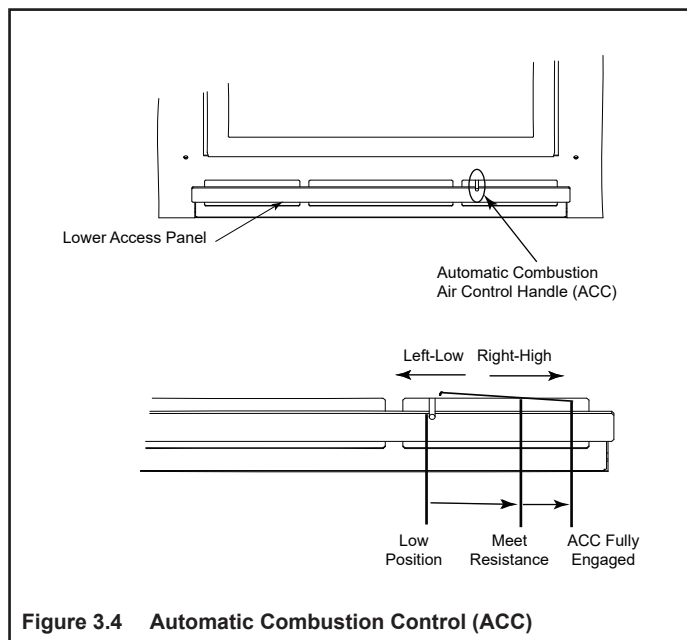 Lower Access Panel
Automatic Combustion
Air Control Handle (ACC)
Left-Low Right-High
Low
Position
Meet
Resistance
ACC Fully
Engaged
Figure 3.4 Automatic Combustion Control (ACC)